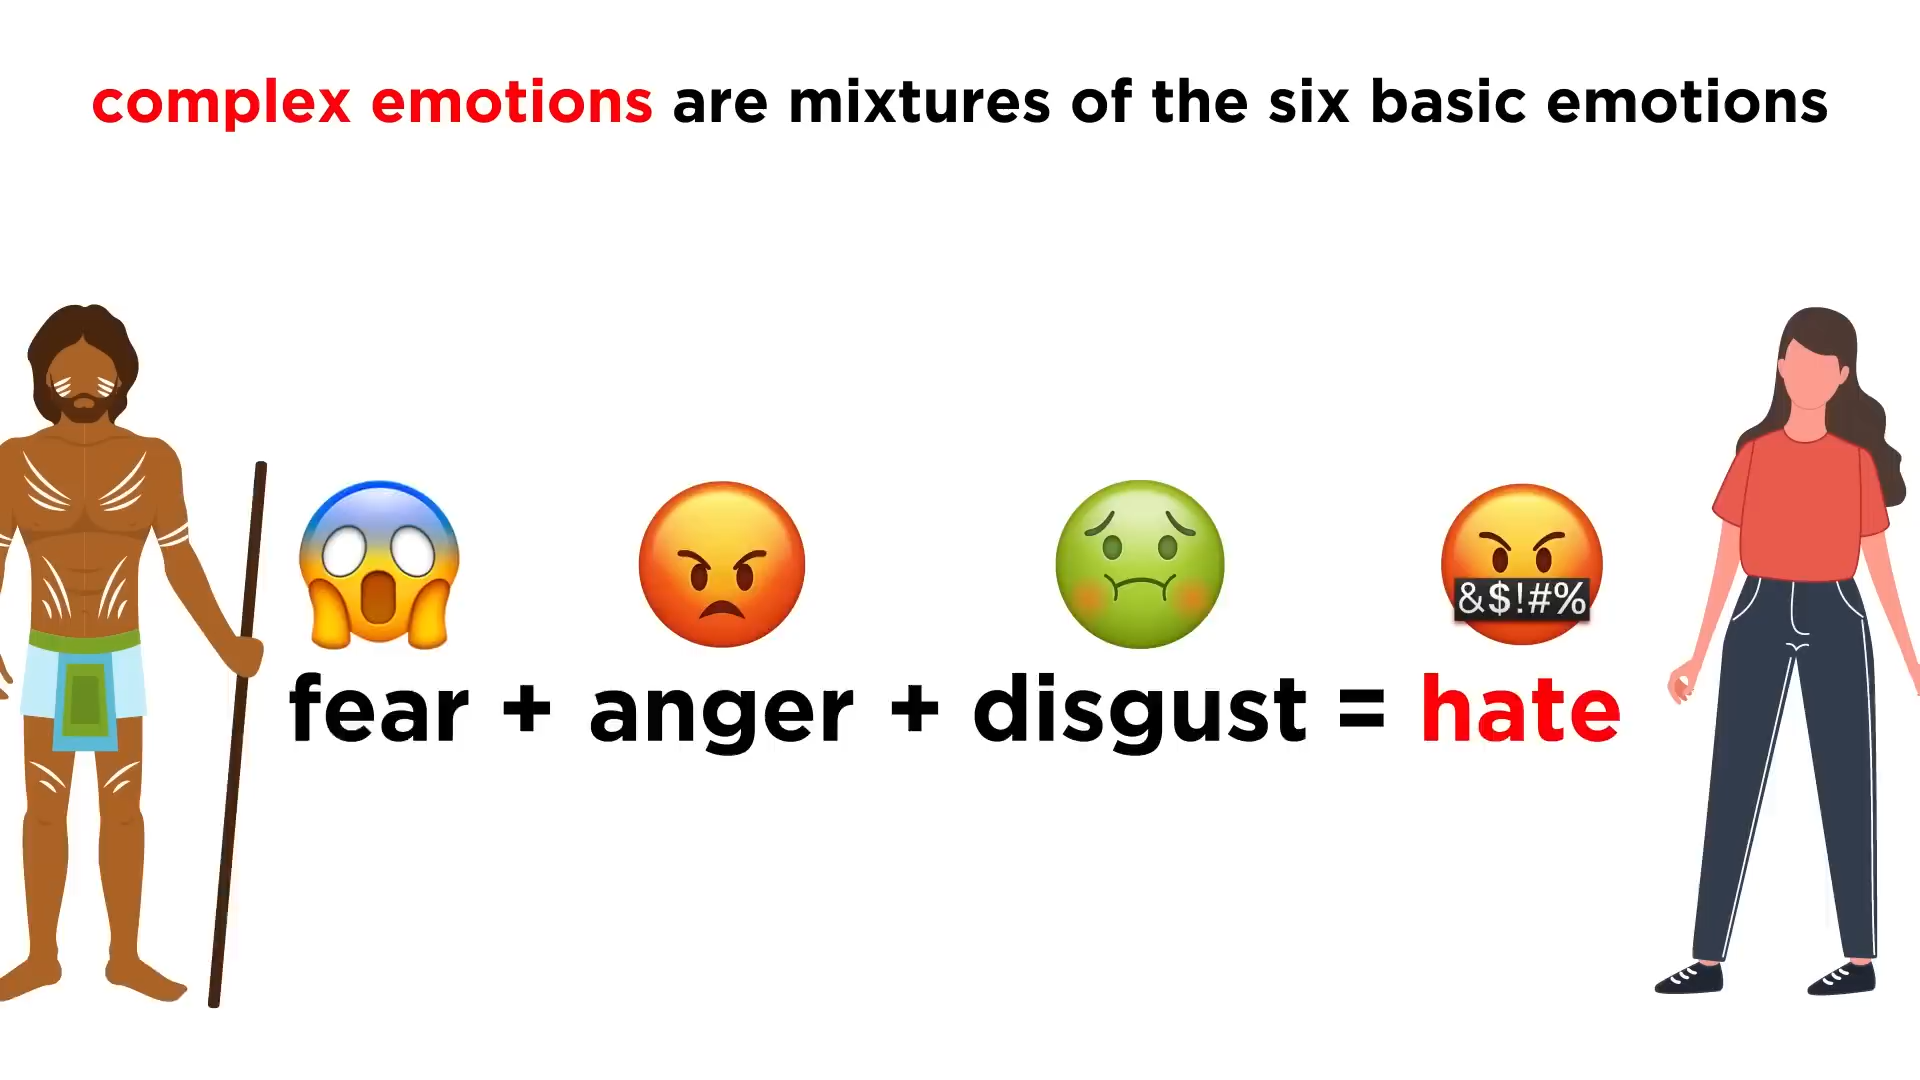 complex emotions are mixtures of the six basic emotions
&$!#%
fear + anger + disgust = hate